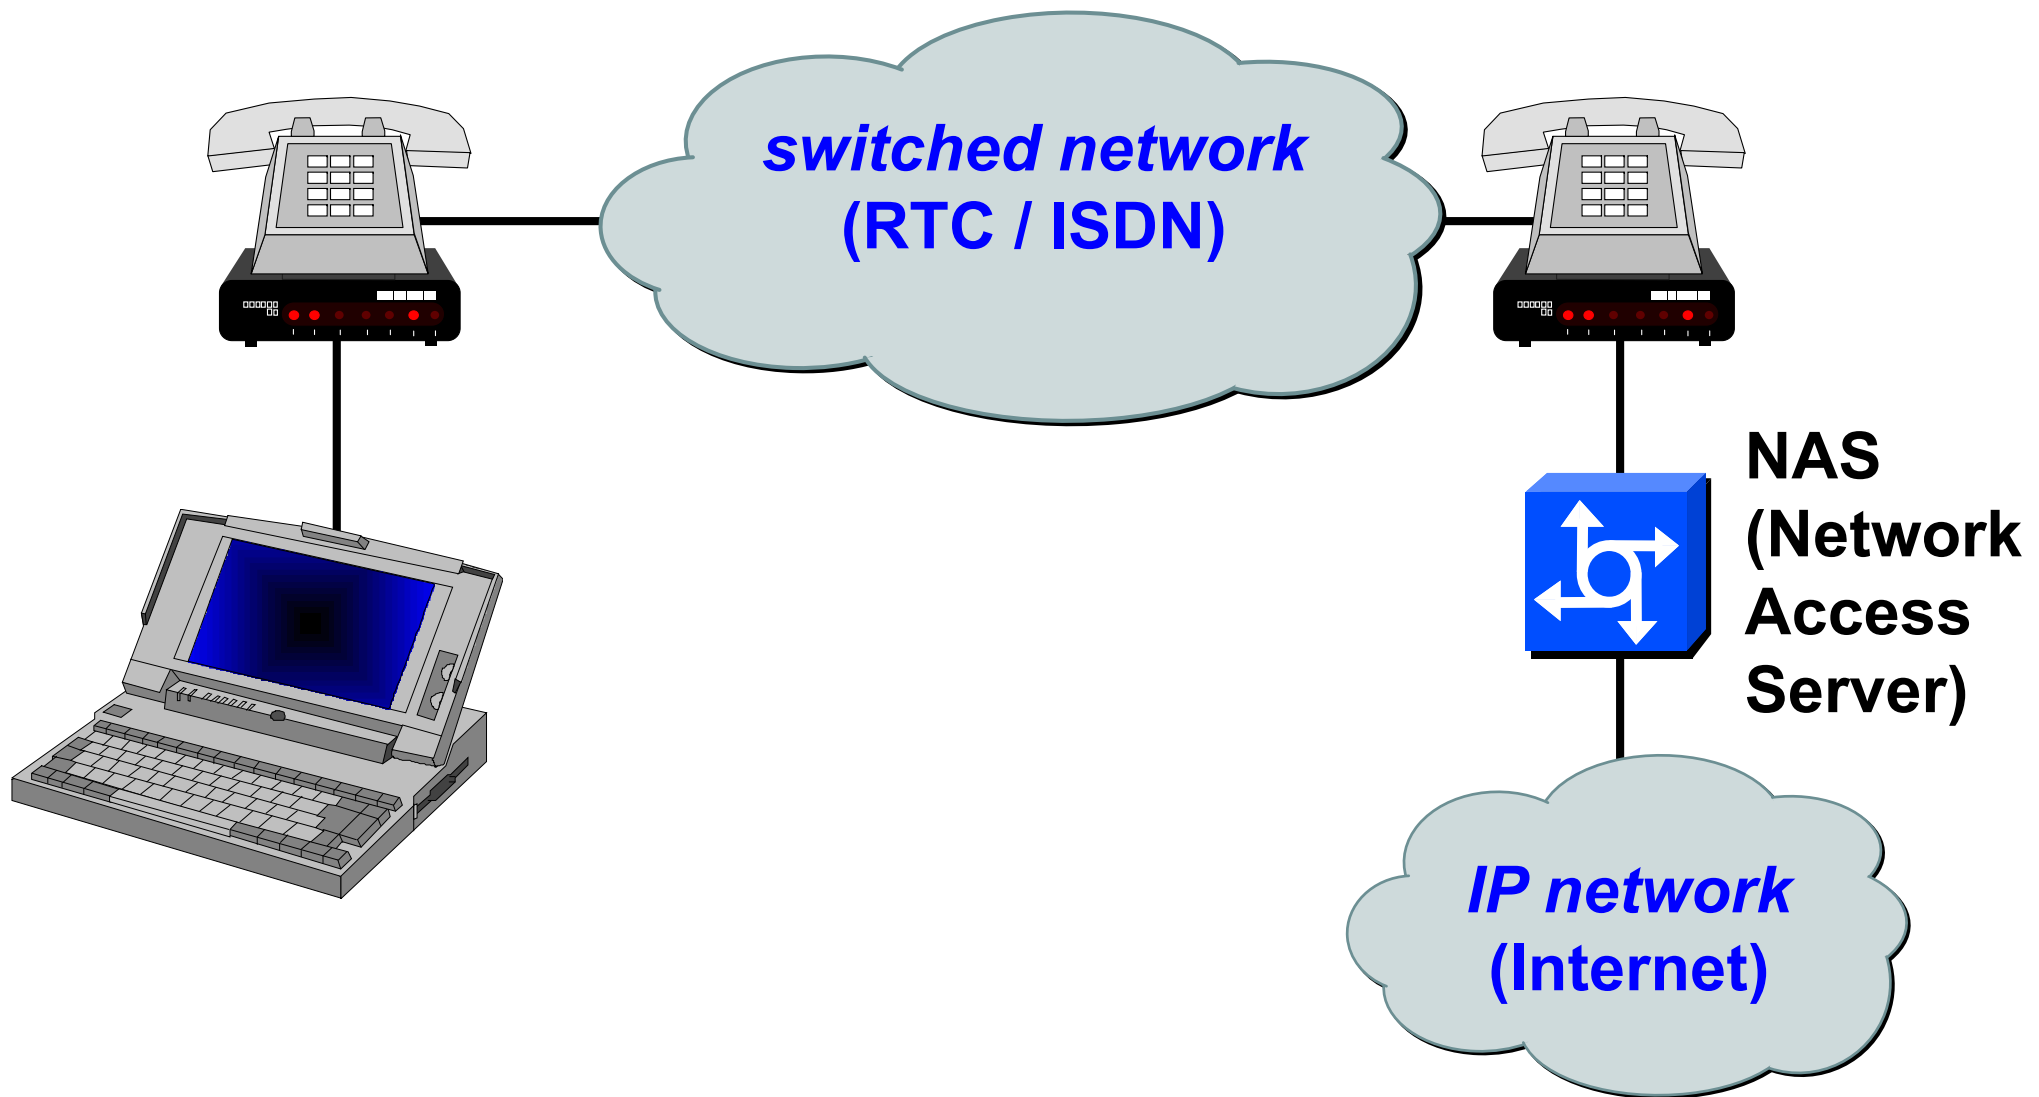 switched network
(RTC / ISDN)
NAS
(Network
Access
Server)
IP network
(Internet)